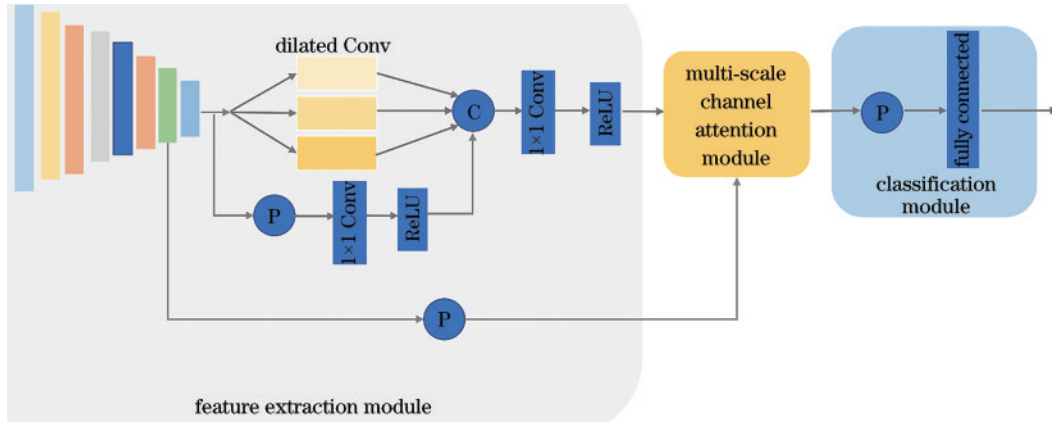 dilated Conv
C
1×1 Conv
ReLU
P
1×1 Conv
ReLU
P
feature extraction module
multi-scale
channel
attention
module
P
fully connected
classification
module